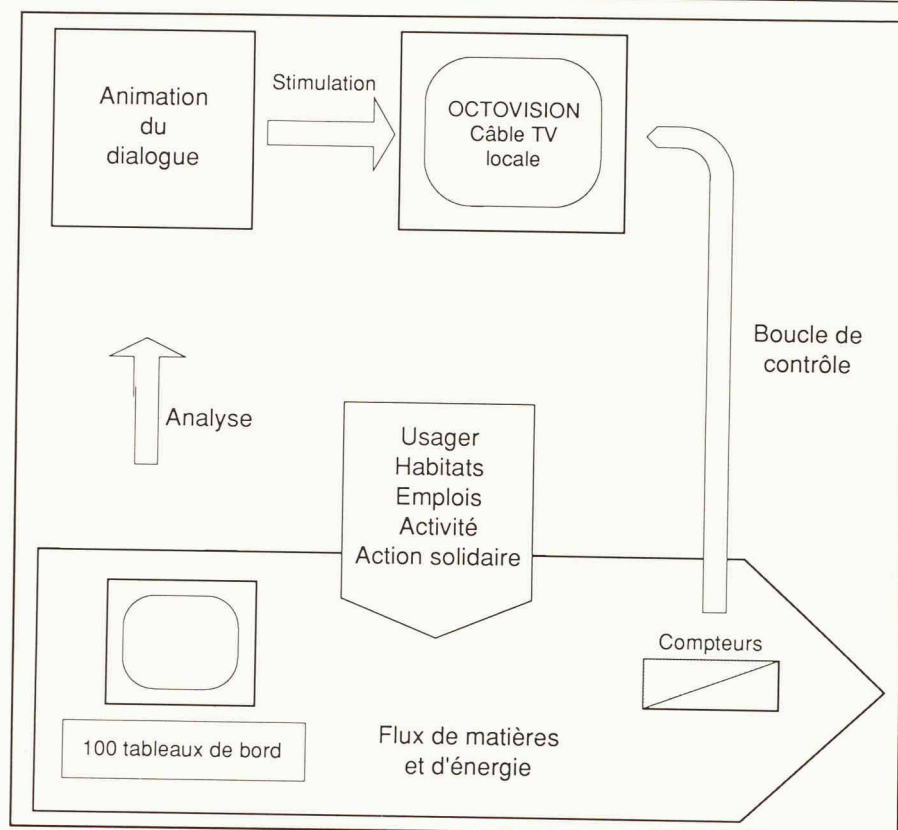 Animation
du
dialogue
Stimulation
OCTOVISION
Câble TV
locale
Boucle de
contrôle
Analyse
Usager
Habitats
Emplois
Activité
Action solidaire
Compteurs
100 tableaux de bord
Flux de matières
et d'énergie